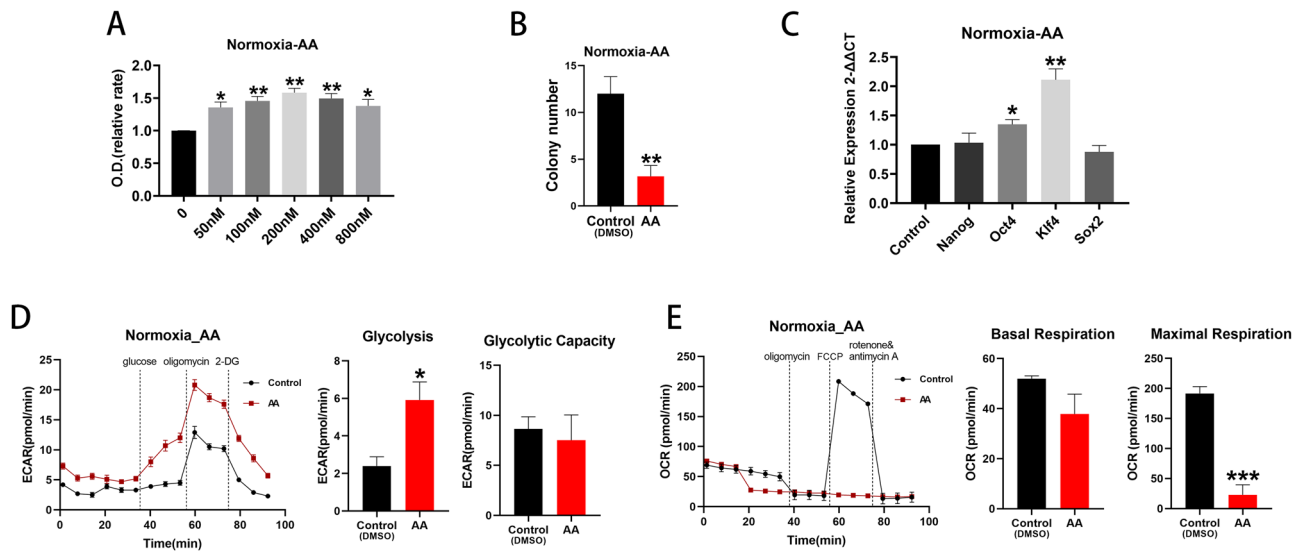 A
Normoxia-AA
O.D.(relative rate)
2.0
1.5
1.0
0.5
0.0
* ** ** ** *
0 50nM 100nM 200nM 400nM 800nM
B
Normoxia-AA
Colony number
15
10
5
0
**
Control AA
(DMSO)
C
Normoxia-AA
Relative Expression 2-ΔΔCT
2.5
2.0
1.5
1.0
0.5
0.0
* **
Control Nanog Oct4 Klf4 Sox2
D
Normoxia_AA
glucose oligomycin 2-DG
ECAR(pmol/min)
25
20
15
10
5
0
0 20 40 60 80 100
Time(min)
Control
AA
Glycolysis
ECAR(pmol/min)
8
6
4
2
0
*
Control AA
(DMSO)
Glycolytic Capacity
ECAR(pmol/min)
15
10
5
0
Control AA
(DMSO)
E
Normoxia_AA
oligomycin FCCP rotenone&
antimycin A
OCR (pmol/min)
250
200
150
100
50
0
0 20 40 60 80 100
Time(min)
Control
AA
Basal Respiration
OCR (pmol/min)
60
40
20
0
Control AA
(DMSO)
Maximal Respiration
OCR (pmol/min)
250
200
150
100
50
0
***
Control AA
(DMSO)